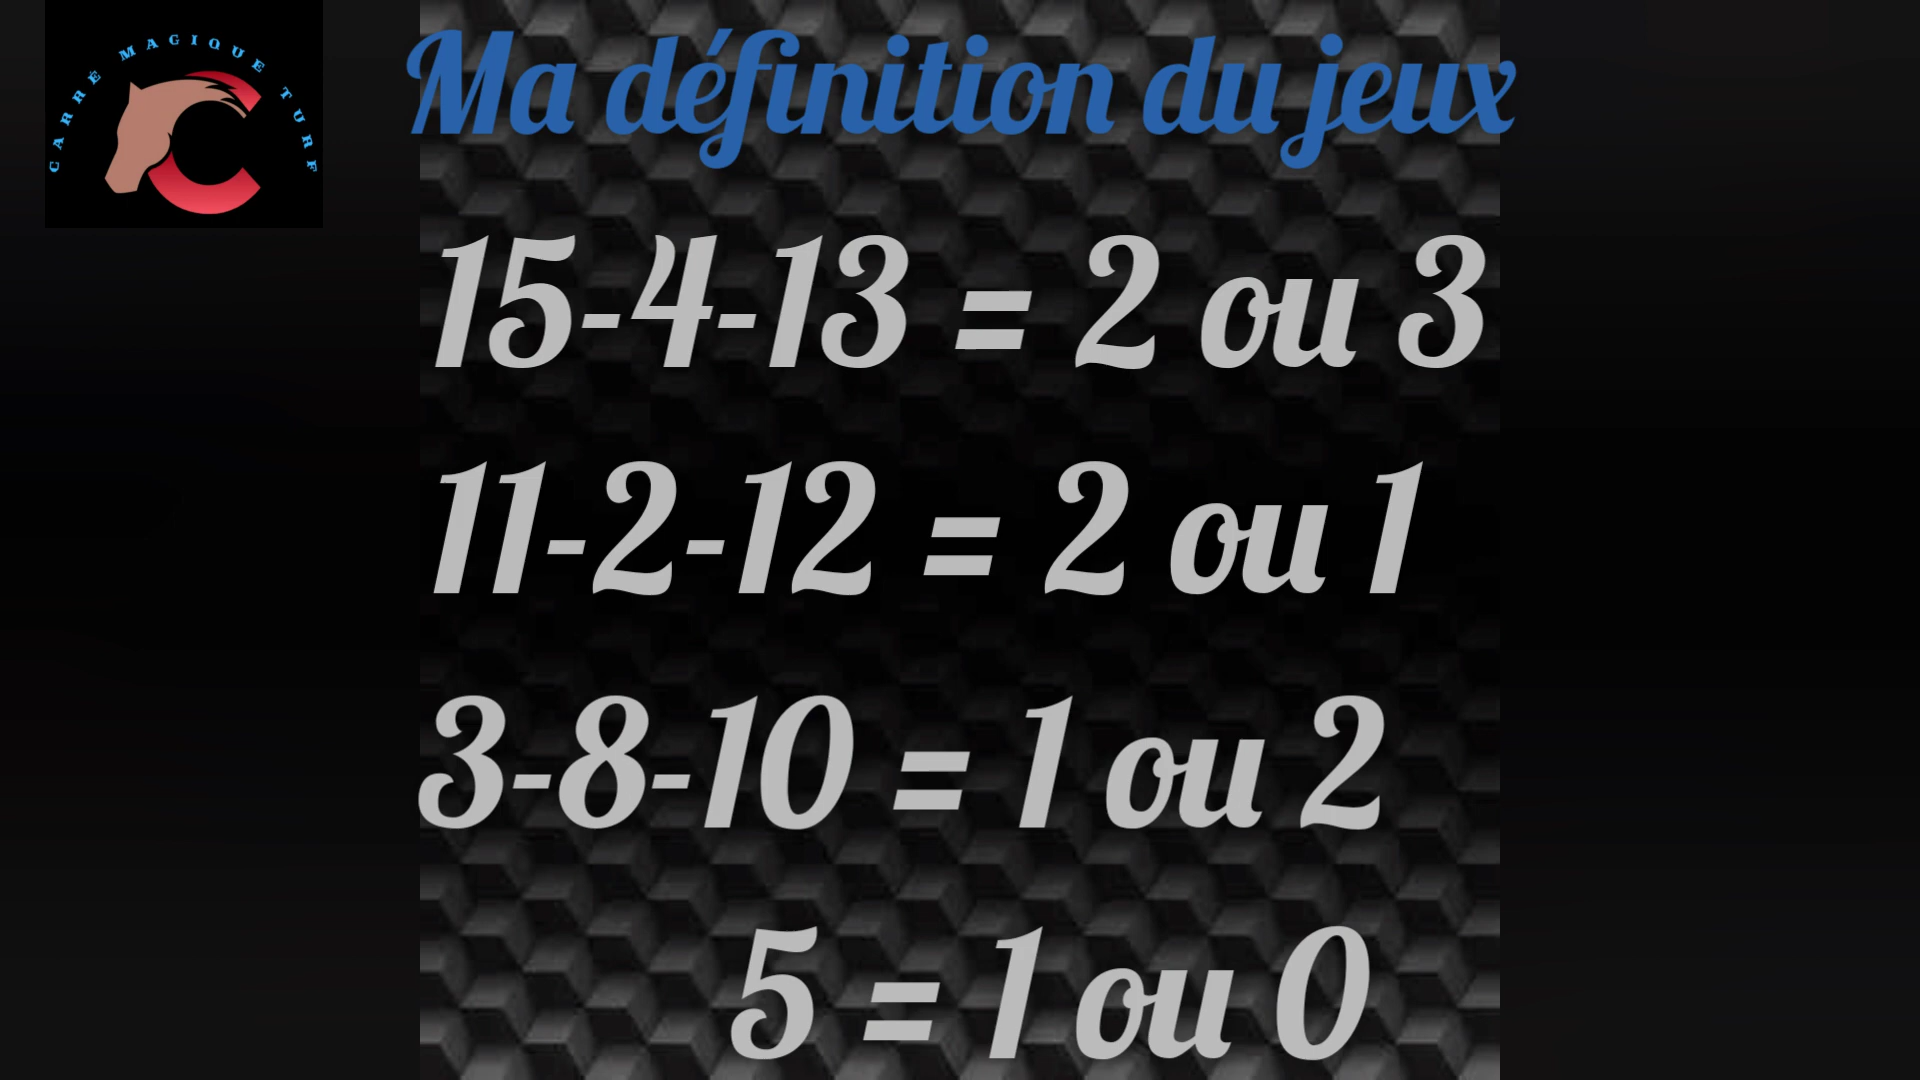 CARRÉ MAGIQUE TURF
Ma définition du jeux
15-4-13 = 2 ou 3
11-2-12 = 2 ou 1
3-8-10 = 1 ou 2
5 = 1 ou 0